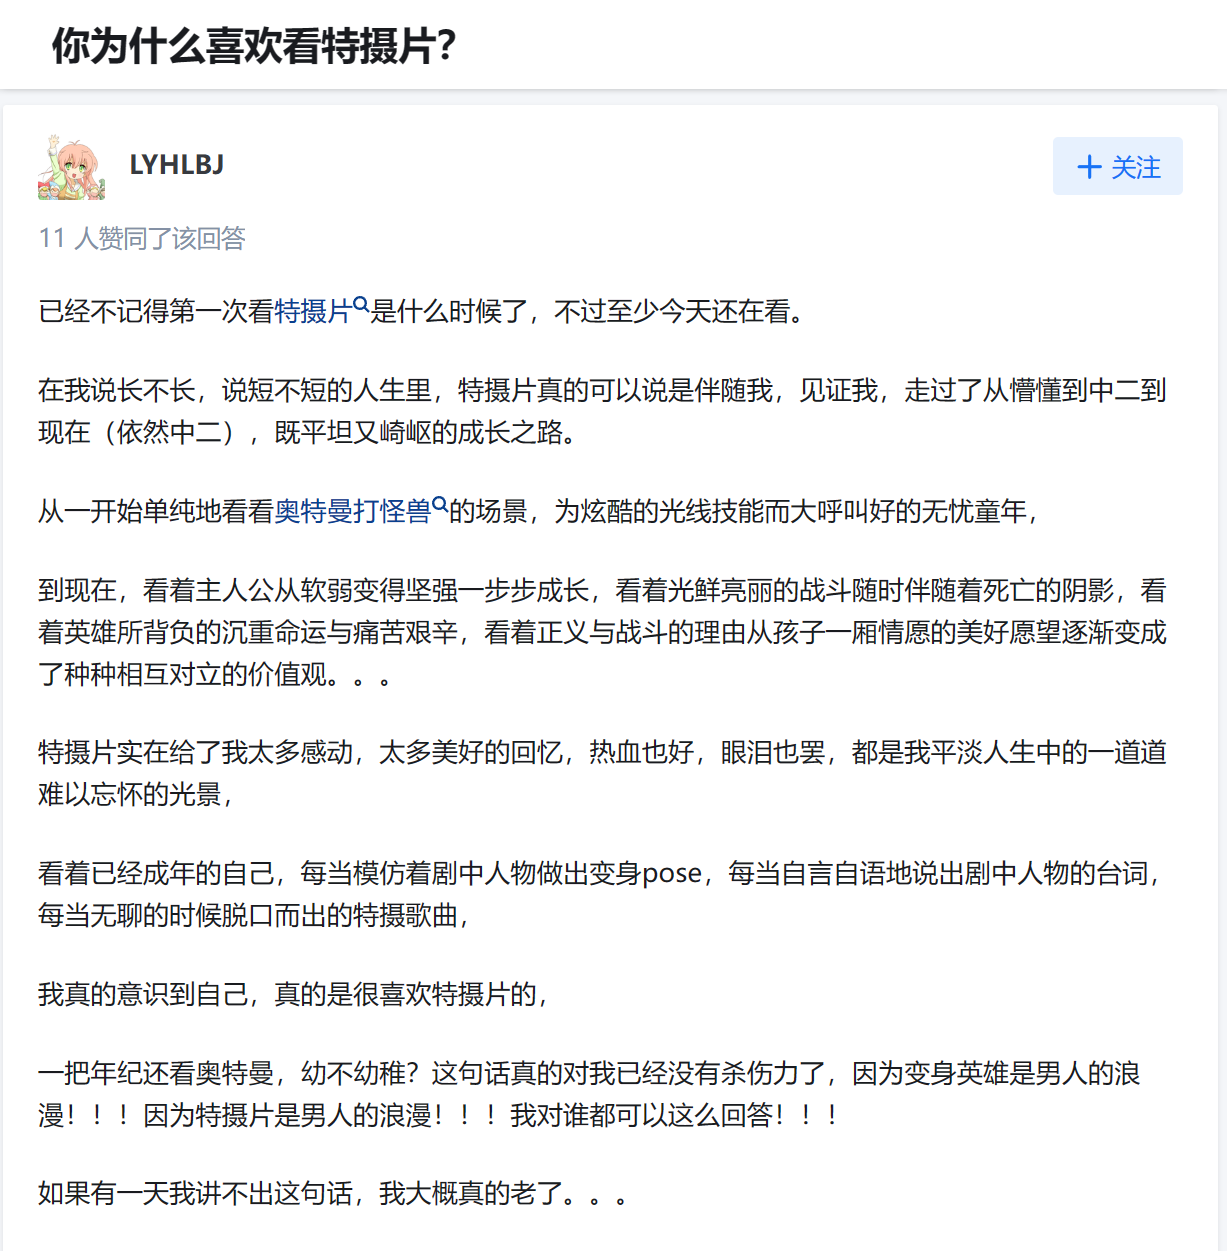 你为什么喜欢看特摄片?
LYHLBJ
+ 关注
11 人赞同了该回答
已经不记得第一次看特摄片是什么时候了，不过至少今天还在看。
在我说长不长，说短不短的人生里，特摄片真的可以说是伴随我，见证我，走过了从懵懂到中二到
现在（依然中二），既平坦又崎岖的成长之路。
从一开始单纯地看看奥特曼打怪兽的场景，为炫酷的光线技能而大呼叫好的无忧童年，
到现在，看着主人公从软弱变得坚强一步步成长，看着光鲜亮丽的战斗随时伴随着死亡的阴影，看
着英雄所背负的沉重命运与痛苦艰辛，看着正义与战斗的理由从孩子一厢情愿的美好愿望逐渐变成
了种种相互对立的价值观。。。
特摄片实在给了我太多感动，太多美好的回忆，热血也好，眼泪也罢，都是我平淡人生中的一道道
难以忘怀的光景，
看着已经成年的自己，每当模仿着剧中人物做出变身pose，每当自言自语地说出剧中人物的台词，
每当无聊的时候脱口而出的特摄歌曲，
我真的意识到自己，真的是很喜欢特摄片的，
一把年纪还看奥特曼，幼不幼稚？这句话真的对我已经没有杀伤力了，因为变身英雄是男人的浪
漫！！！因为特摄片是男人的浪漫！！！我对谁都可以这么回答！！！
如果有一天我讲不出这句话，我大概真的老了。。。